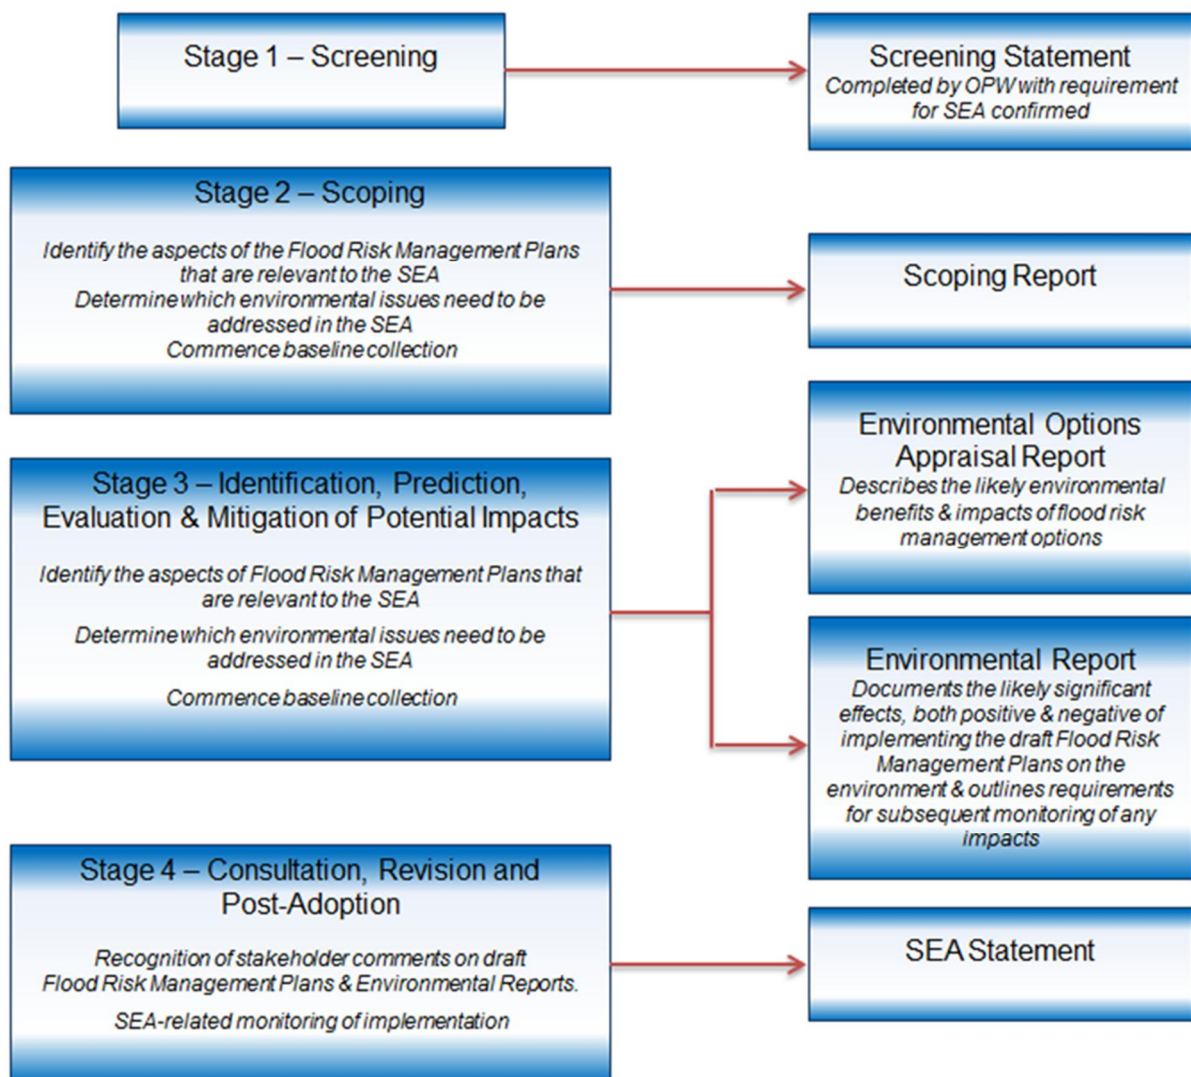 Stage 1 – Screening
Screening Statement
Completed by OPW with requirement
for SEA confirmed
Stage 2 – Scoping
Identify the aspects of the Flood Risk Management Plans
that are relevant to the SEA
Determine which environmental issues need to be
addressed in the SEA
Commence baseline collection
Scoping Report
Stage 3 – Identification, Prediction,
Evaluation & Mitigation of Potential Impacts
Identify the aspects of Flood Risk Management Plans that
are relevant to the SEA
Determine which environmental issues need to be
addressed in the SEA
Commence baseline collection
Environmental Options
Appraisal Report
Describes the likely environmental
benefits & impacts of flood risk
management options
Environmental Report
Documents the likely significant
effects, both positive & negative of
implementing the draft Flood Risk
Management Plans on the
environment & outlines requirements
for subsequent monitoring of any
impacts
Stage 4 – Consultation, Revision and
Post-Adoption
Recognition of stakeholder comments on draft
Flood Risk Management Plans & Environmental Reports.
SEA-related monitoring of implementation
SEA Statement